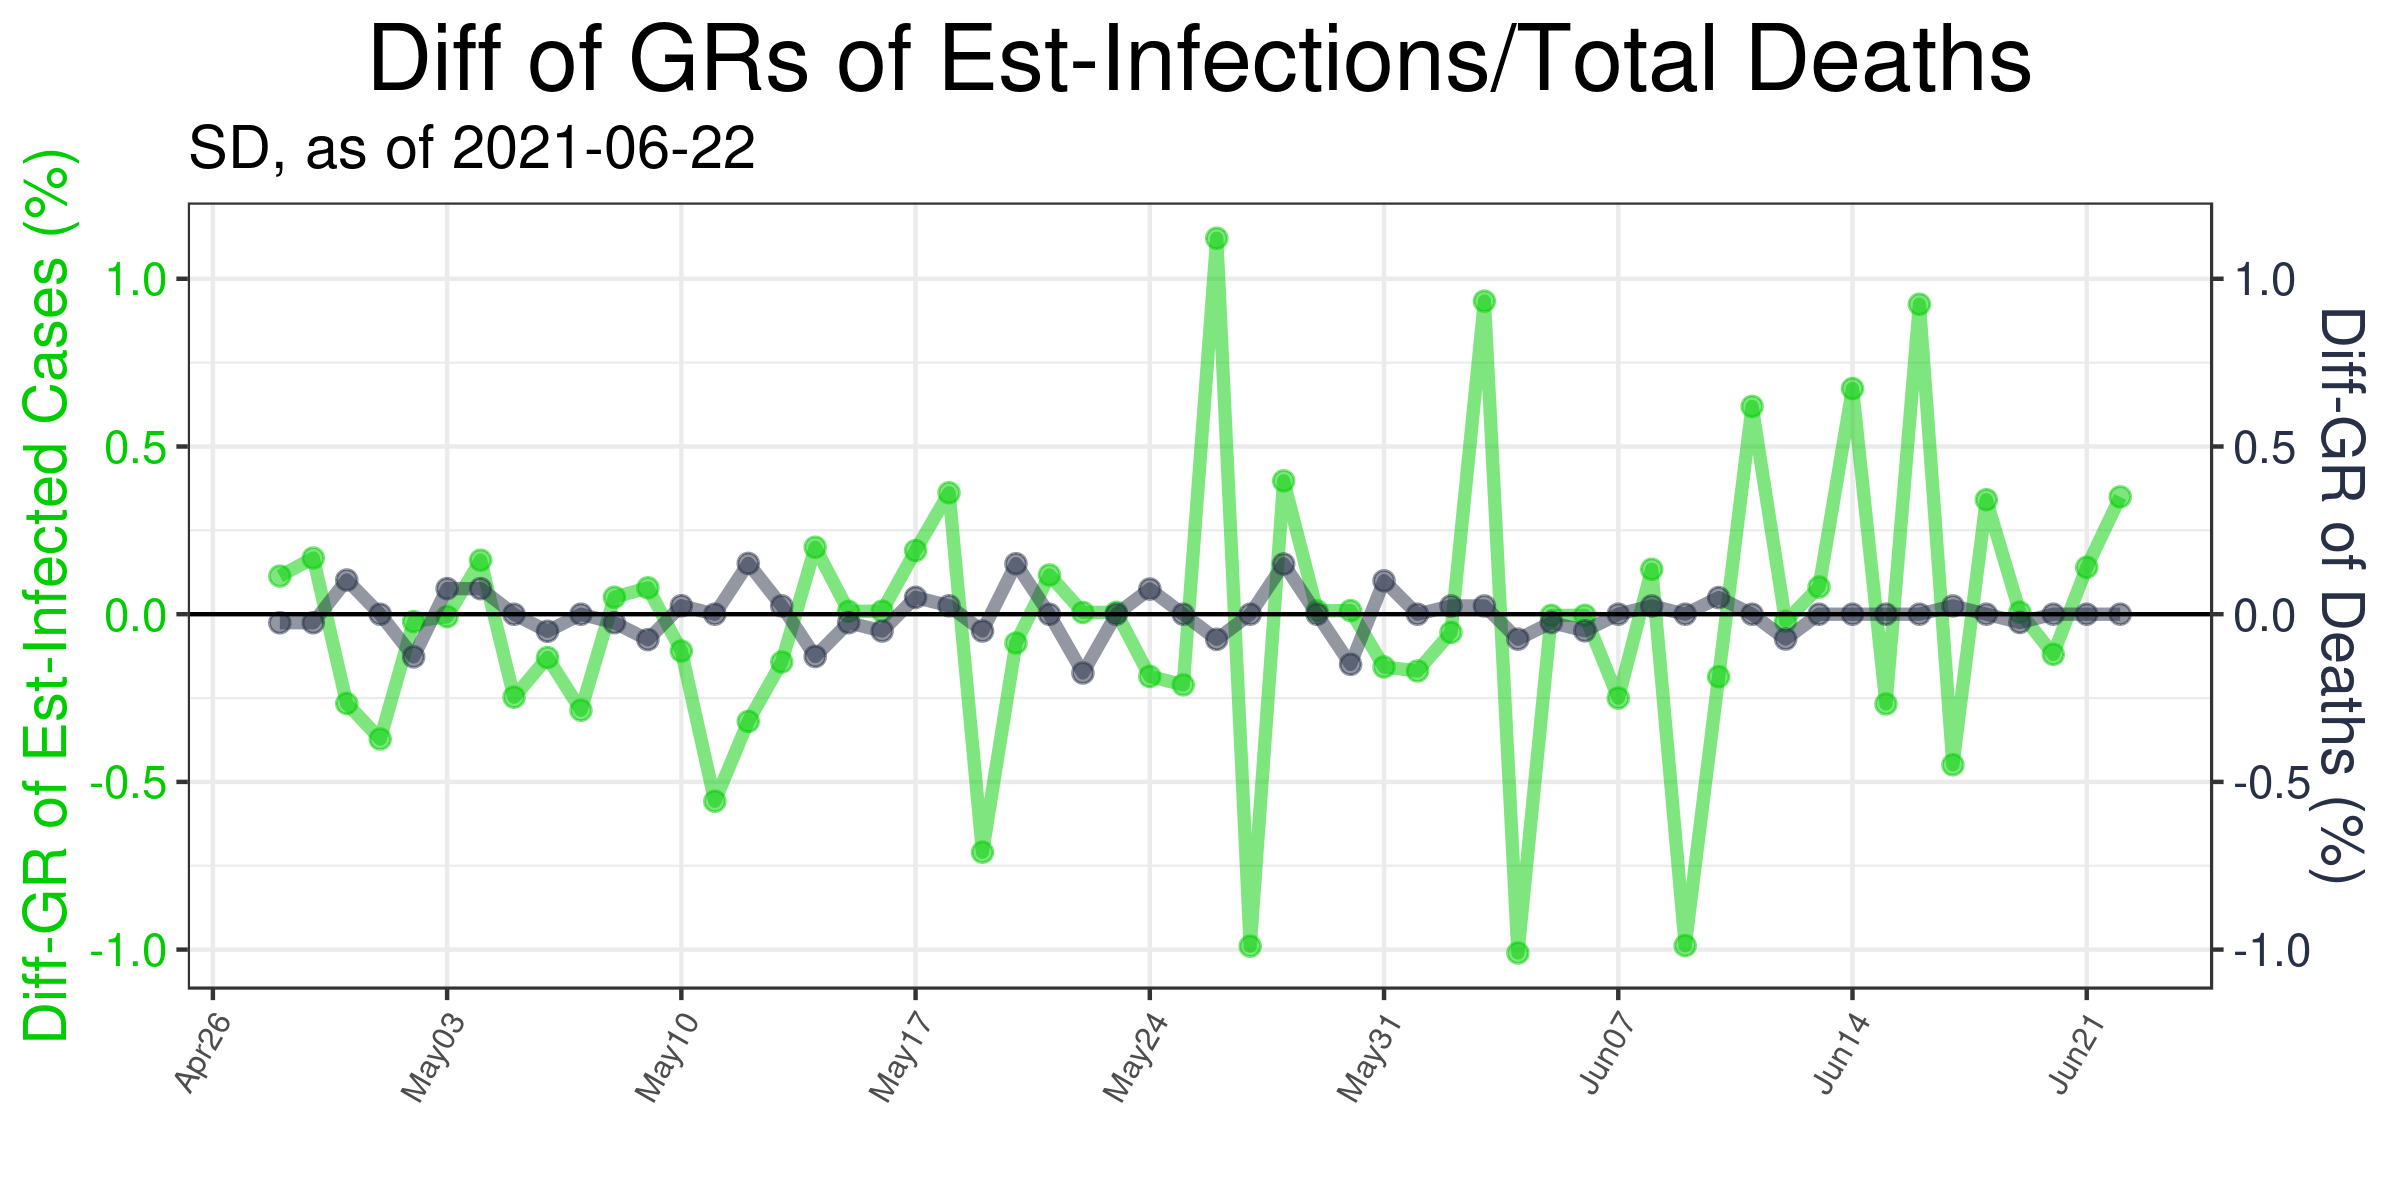 Diff of GRs of Est-Infections/Total Deaths
SD, as of 2021-06-22
Diff-GR of Est-Infected Cases (%)
1.0
0.5
0.0
-0.5
-1.0
1.0
0.5
0.0
-0.5
-1.0
Diff-GR of Deaths (%)
Apr26
May03
May10
May17
May24
May31
Jun07
Jun14
Jun21